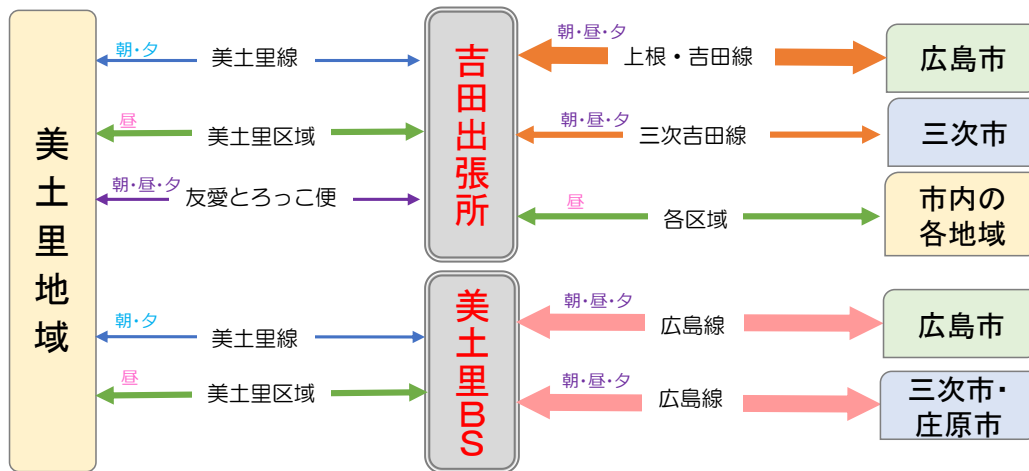 美土里地域
朝・夕
美土里線
昼
美土里区域
朝・昼・夕
友愛とろっこ便
朝・夕
美土里線
昼
美土里区域
吉田出張所
美土里BS
朝・昼・夕
上根・吉田線
朝・昼・夕
三次吉田線
昼
各区域
朝・昼・夕
広島線
朝・昼・夕
広島線
広島市
三次市
市内の
各地域
広島市
三次市・
庄原市